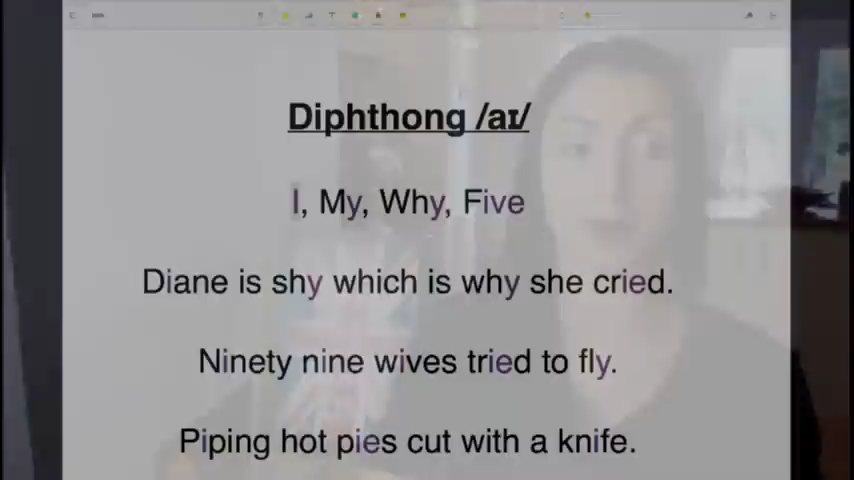 Diphthong /aɪ/
I, My, Why, Five
Diane is shy which is why she cried.
Ninety nine wives tried to fly.
Piping hot pies cut with a knife.